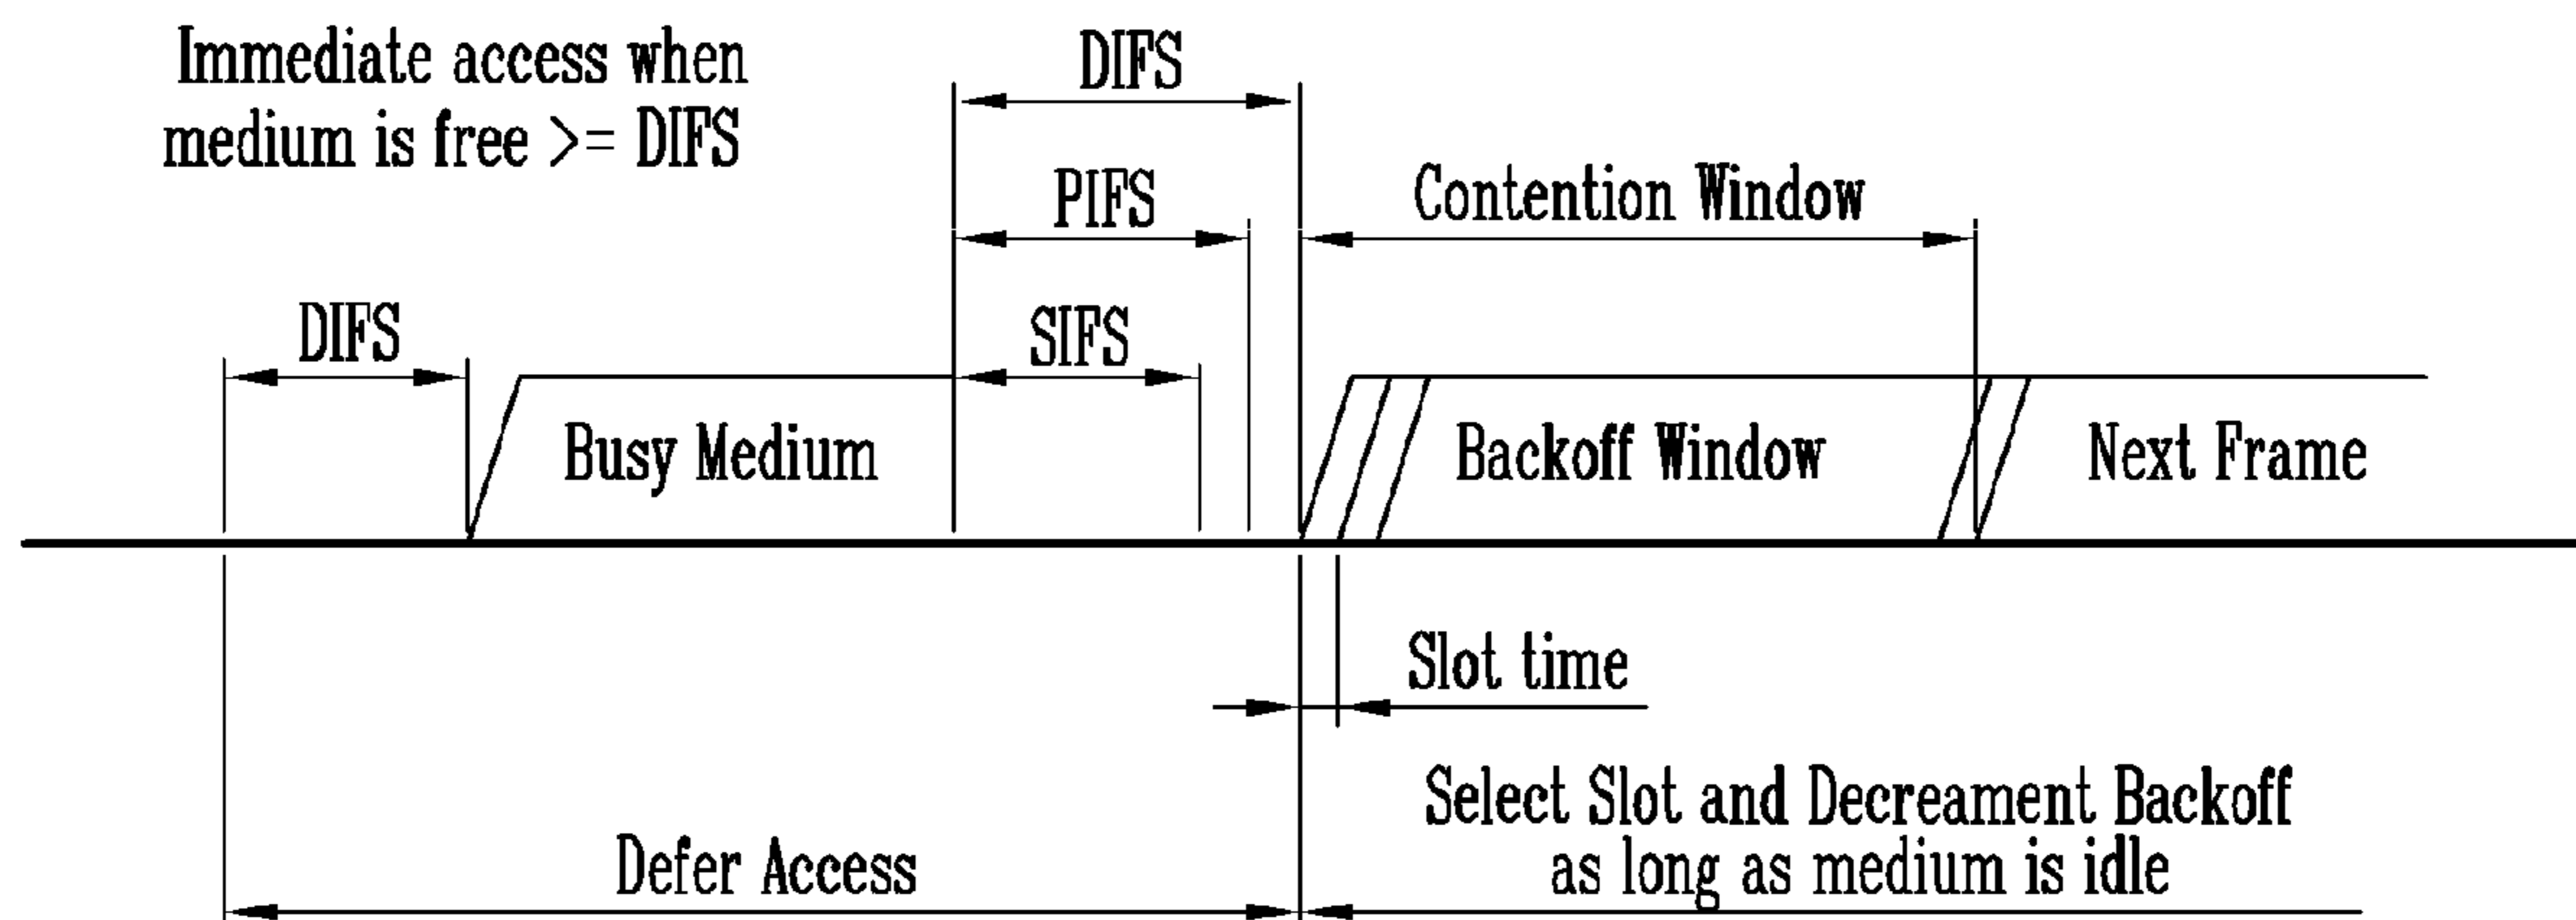 Immediate access when
medium is free >= DIFS
DIFS
PIFS
Contention Window
DIFS
SIFS
Busy Medium
Backoff Window
Next Frame
Slot time
Select Slot and Decreament Backoff
as long as medium is idle
Defer Access